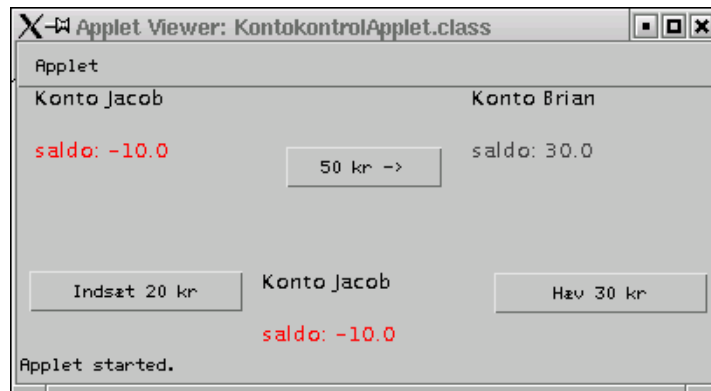 Applet Viewer: KontokontrolApplet.class
Applet
Konto Jacob
Konto Brian
saldo: -10.0
saldo: 30.0
50 kr ->
Indsæt 20 kr
Konto Jacob
Hæv 30 kr
saldo: -10.0
Applet started.